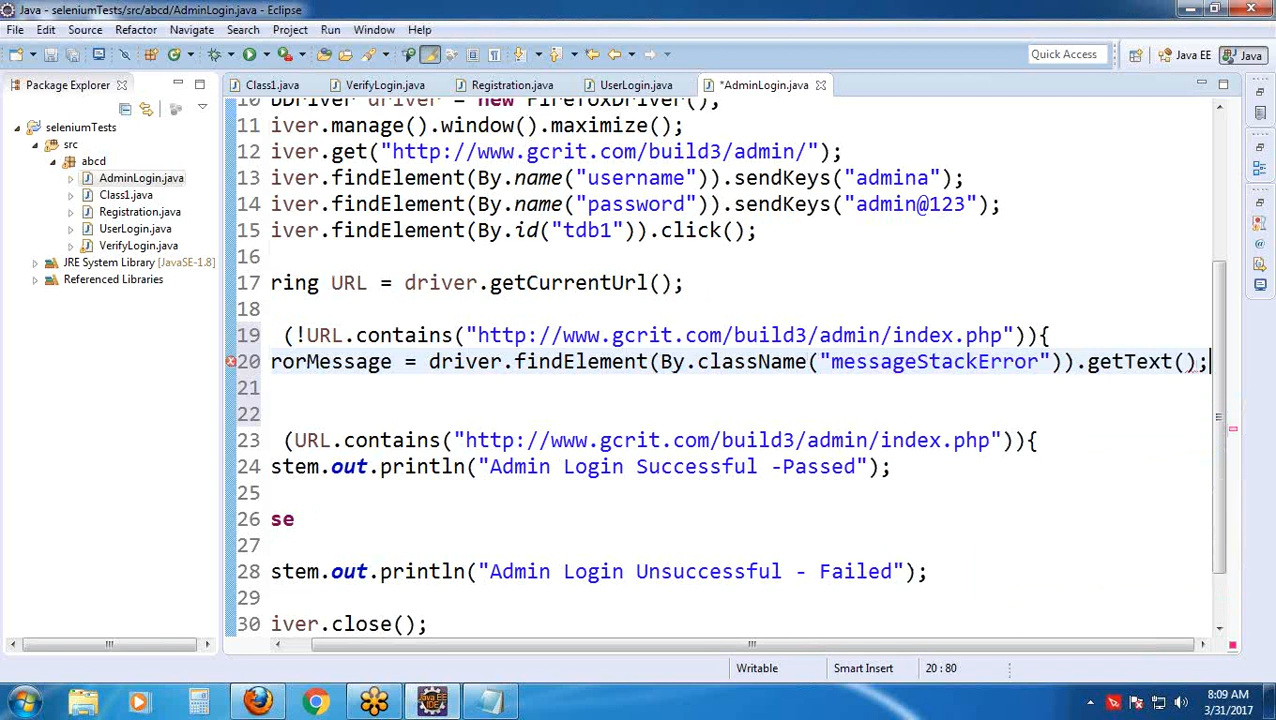 Java - seleniumTests/src/abcd/AdminLogin.java - Eclipse
File Edit Source Refactor Navigate Search Project Run Window Help
Quick Access Java EE Java
Package Explorer Class1.java VerifyLogin.java Registration.java UserLogin.java *AdminLogin.java
seleniumTests
src
abcd
AdminLogin.java
Class1.java
Registration.java
UserLogin.java
VerifyLogin.java
JRE System Library [JavaSE-1.8]
Referenced Libraries
10 bDriver driver = new FirefoxDriver();
11 iver.manage().window().maximize();
12 iver.get("http://www.gcrit.com/build3/admin/");
13 iver.findElement(By.name("username")).sendKeys("admina");
14 iver.findElement(By.name("password")).sendKeys("admin@123");
15 iver.findElement(By.id("tdb1")).click();
16
17 ring URL = driver.getCurrentUrl();
18
19 (!URL.contains("http://www.gcrit.com/build3/admin/index.php")){
20 rorMessage = driver.findElement(By.className("messageStackError")).getText();
21
22
23 (URL.contains("http://www.gcrit.com/build3/admin/index.php")){
24 stem.out.println("Admin Login Successful -Passed");
25
26 se
27
28 stem.out.println("Admin Login Unsuccessful - Failed");
29
30 iver.close();
Writable Smart Insert 20 : 80
Java EE IDE
8:09 AM
3/31/2017